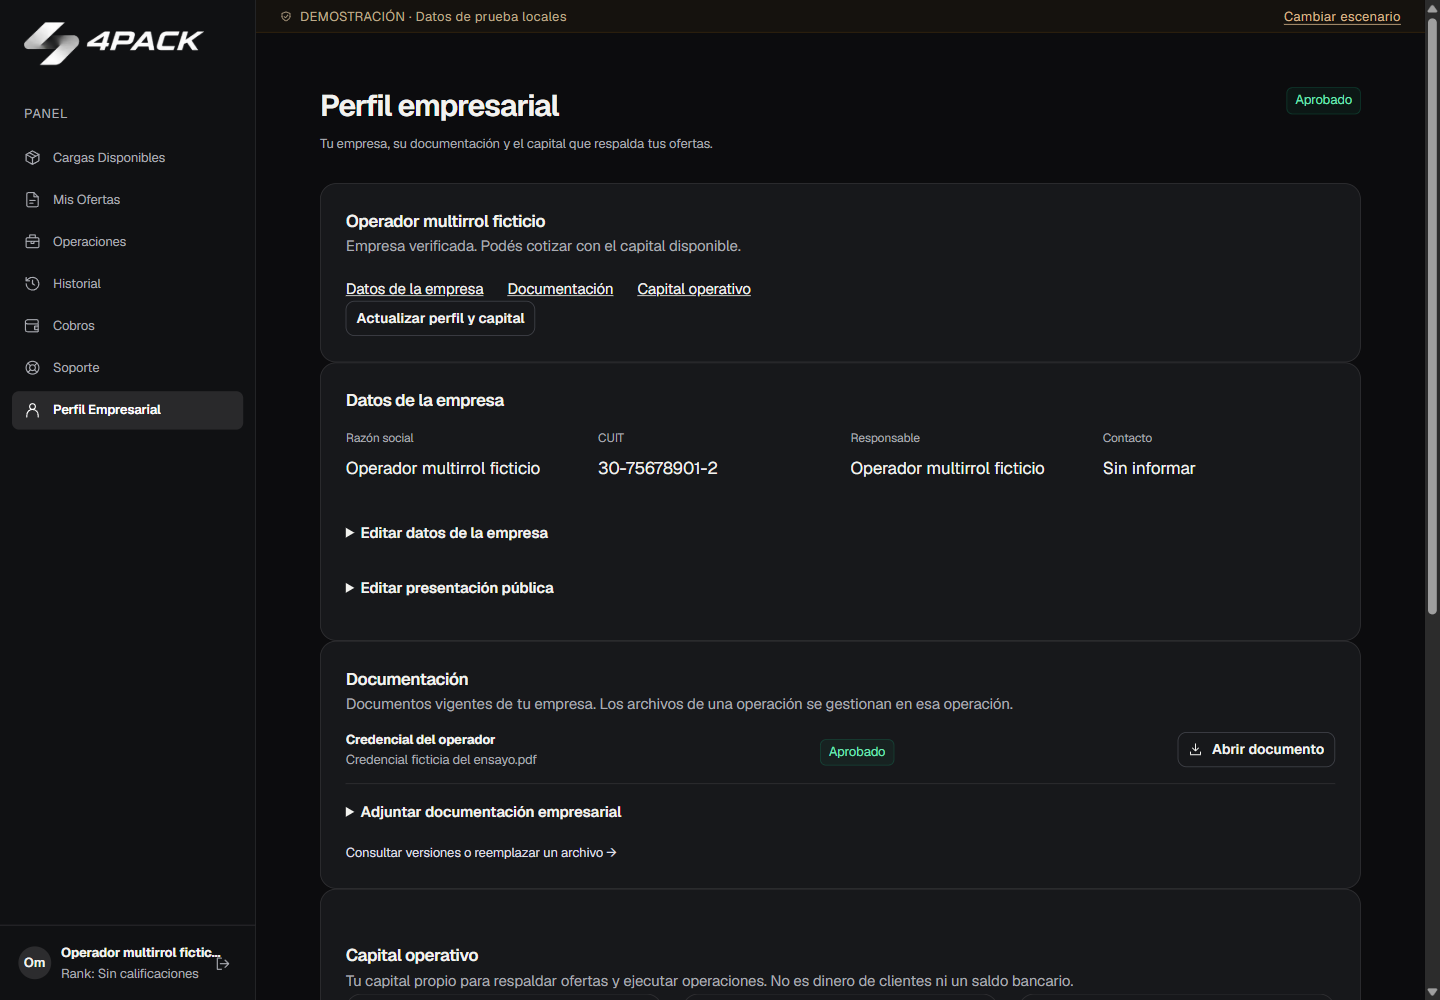 DEMOSTRACIÓN · Datos de prueba locales
Cambiar escenario
4PACK
PANEL
Cargas Disponibles
Mis Ofertas
Operaciones
Historial
Cobros
Soporte
Perfil Empresarial
Om
Operador multirrol fictic...
Rank: Sin calificaciones
Perfil empresarial
Aprobado
Tu empresa, su documentación y el capital que respalda tus ofertas.
Operador multirrol ficticio
Empresa verificada. Podés cotizar con el capital disponible.
Datos de la empresa Documentación Capital operativo
Actualizar perfil y capital
Datos de la empresa
Razón social CUIT Responsable Contacto
Operador multirrol ficticio 30-75678901-2 Operador multirrol ficticio Sin informar
Editar datos de la empresa
Editar presentación pública
Documentación
Documentos vigentes de tu empresa. Los archivos de una operación se gestionan en esa operación.
Credencial del operador
Credencial ficticia del ensayo.pdf
Aprobado
Abrir documento
Adjuntar documentación empresarial
Consultar versiones o reemplazar un archivo →
Capital operativo
Tu capital propio para respaldar ofertas y ejecutar operaciones. No es dinero de clientes ni un saldo bancario.